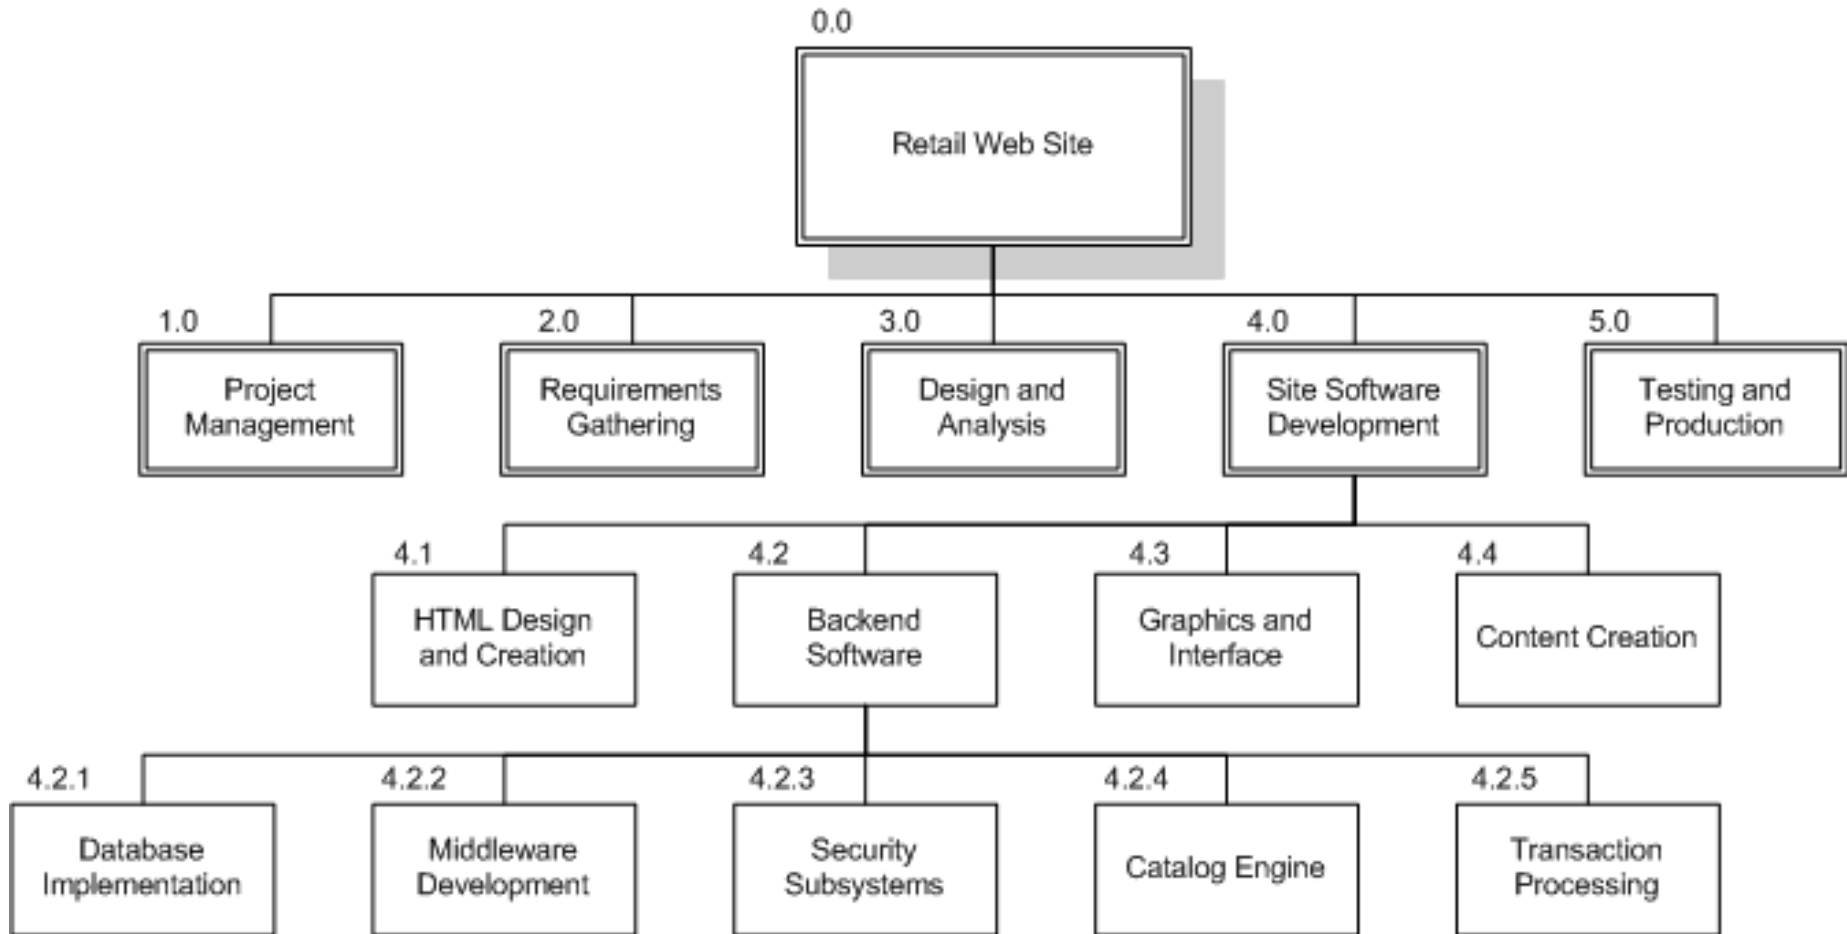 0.0
Retail Web Site
1.0
Project
Management
2.0
Requirements
Gathering
3.0
Design and
Analysis
4.0
Site Software
Development
5.0
Testing and
Production
4.1
HTML Design
and Creation
4.2
Backend
Software
4.3
Graphics and
Interface
4.4
Content Creation
4.2.1
Database
Implementation
4.2.2
Middleware
Development
4.2.3
Security
Subsystems
4.2.4
Catalog Engine
4.2.5
Transaction
Processing